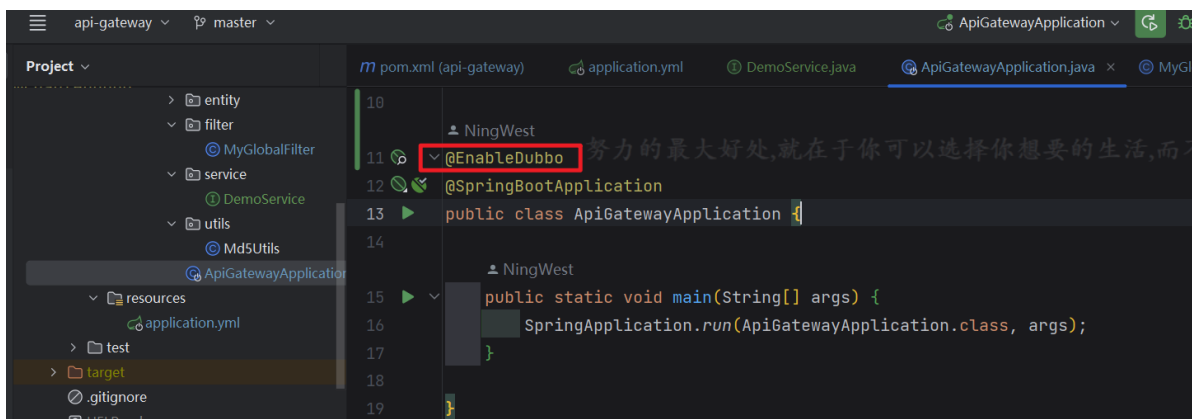 api-gateway master ApiGatewayApplication
Project
pom.xml (api-gateway) application.yml DemoService.java ApiGatewayApplication.java × MyGl
entity
filter
MyGlobalFilter
service
DemoService
utils
Md5Utils
ApiGatewayApplication
resources
application.yml
test
target
.gitignore
10
NingWest
11 @EnableDubbo
努力的最大好处,就在于你可以选择你想要的生活,而不
12 @SpringBootApplication
13 public class ApiGatewayApplication {
14
NingWest
15 public static void main(String[] args) {
16 SpringApplication.run(ApiGatewayApplication.class, args);
17 }
18
19 }